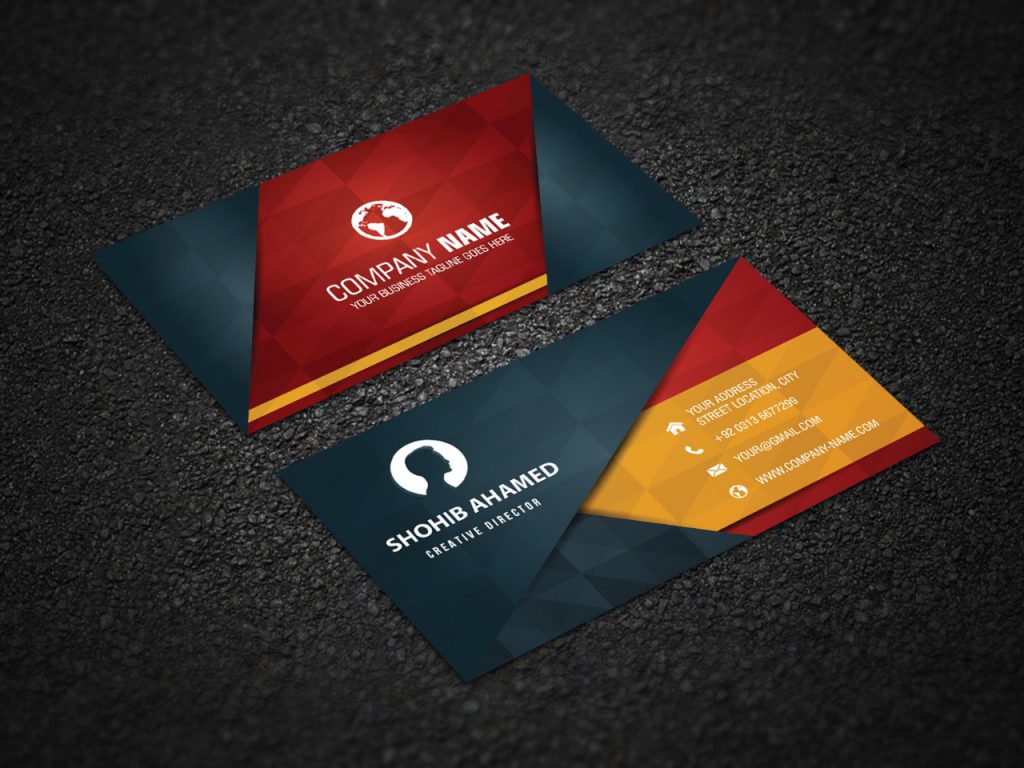 COMPANY NAME
YOUR BUSINESS TAGLINE GOES HERE
SHOHIB AHAMED
CREATIVE DIRECTOR
YOUR ADDRESS
STREET LOCATION, CITY
+92 0313 6677299
YOUR@GMAIL.COM
WWW.COMPANY-NAME.COM